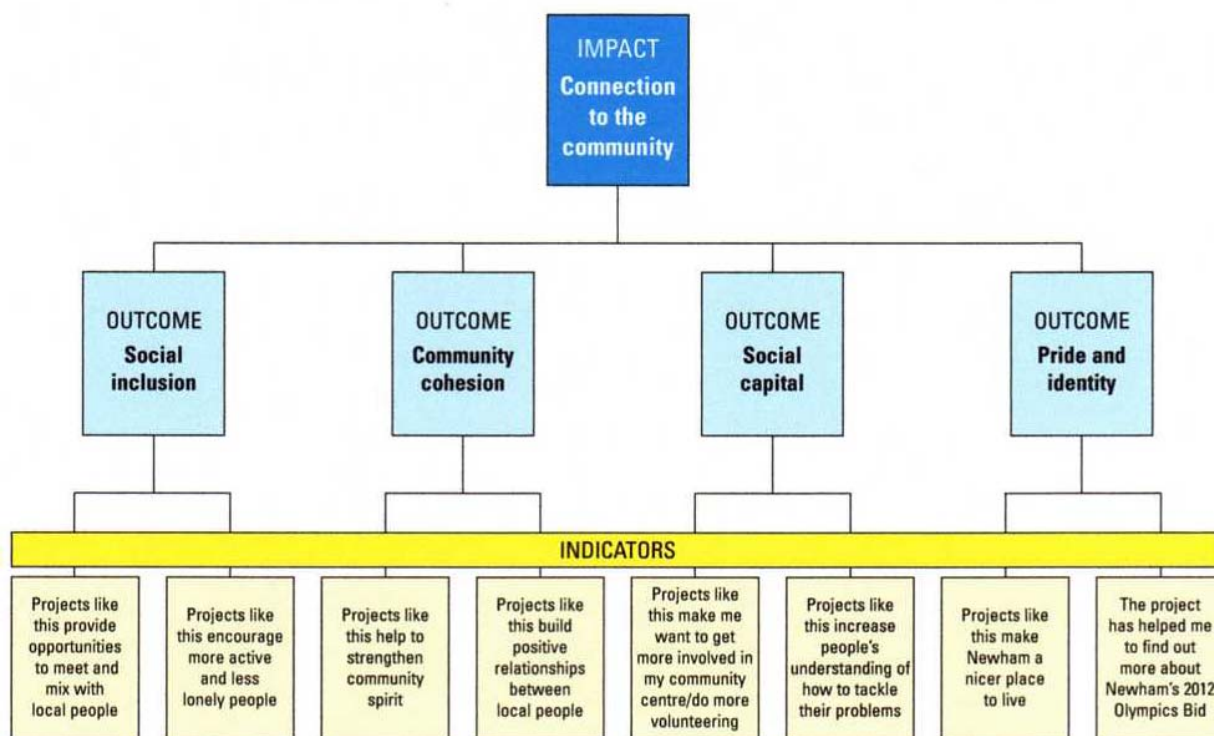 IMPACT
Connection
to the
community
OUTCOME
Social
inclusion
OUTCOME
Community
cohesion
OUTCOME
Social
capital
OUTCOME
Pride and
identity
INDICATORS
Projects like
this provide
opportunities
to meet and
mix with
local people
Projects like
this encourage
more active
and less
lonely people
Projects like
this help to
strengthen
community
spirit
Projects like
this build
positive
relationships
between
local people
Projects like
this make me
want to get
more involved in
my community
centre/do more
volunteering
Projects like
this increase
people's
understanding of
how to tackle
their problems
Projects like
this make
Newham a
nicer place
to live
The project
has helped me
to find out
more about
Newham's 2012
Olympics Bid